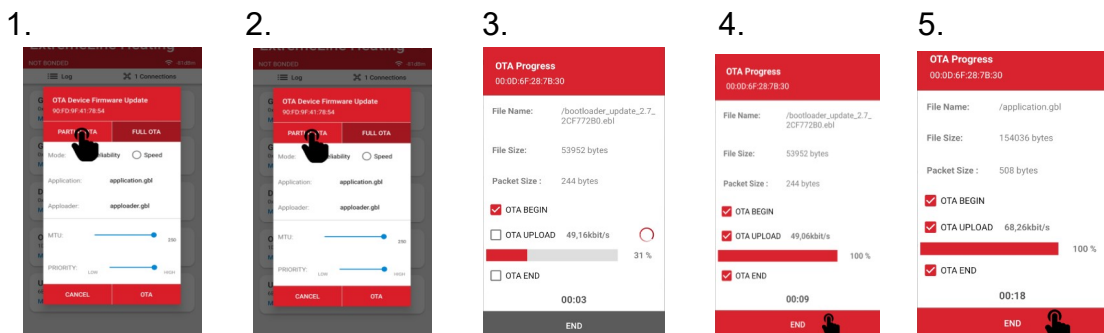 1.
NOT BONDED -61dBm
Log 1 Connections
OTA Device Firmware Update
90:FD:9F:41:78:54
FULL OTA
Mode: Speed
Application: application.gbl
Apploader: apploader.gbl
MTU: 250
PRIORITY: LOW HIGH
CANCEL OTA
2.
NOT BONDED
Log 1 Connections
OTA Device Firmware Update
90:FD:9F:41:78:54
FULL OTA
Mode: Speed
Application: application.gbl
Apploader: apploader.gbl
MTU: 250
PRIORITY: LOW HIGH
CANCEL OTA
3.
OTA Progress
00:0D:6F:28:7B:30
File Name: /bootloader_update_2.7_
2CF772B0.ebl
File Size: 53952 bytes
Packet Size : 244 bytes
OTA BEGIN
OTA UPLOAD 49,16kbit/s
31 %
OTA END
00:03
END
4.
OTA Progress
00:0D:6F:28:7B:30
File Name: /bootloader_update_2.7_
2CF772B0.ebl
File Size: 53952 bytes
Packet Size : 244 bytes
OTA BEGIN
OTA UPLOAD 49,06kbit/s
100 %
OTA END
00:09
END
5.
OTA Progress
00:0D:6F:28:7B:30
File Name: /application.gbl
File Size: 154036 bytes
Packet Size : 508 bytes
OTA BEGIN
OTA UPLOAD 68,26kbit/s
100 %
OTA END
00:18
END